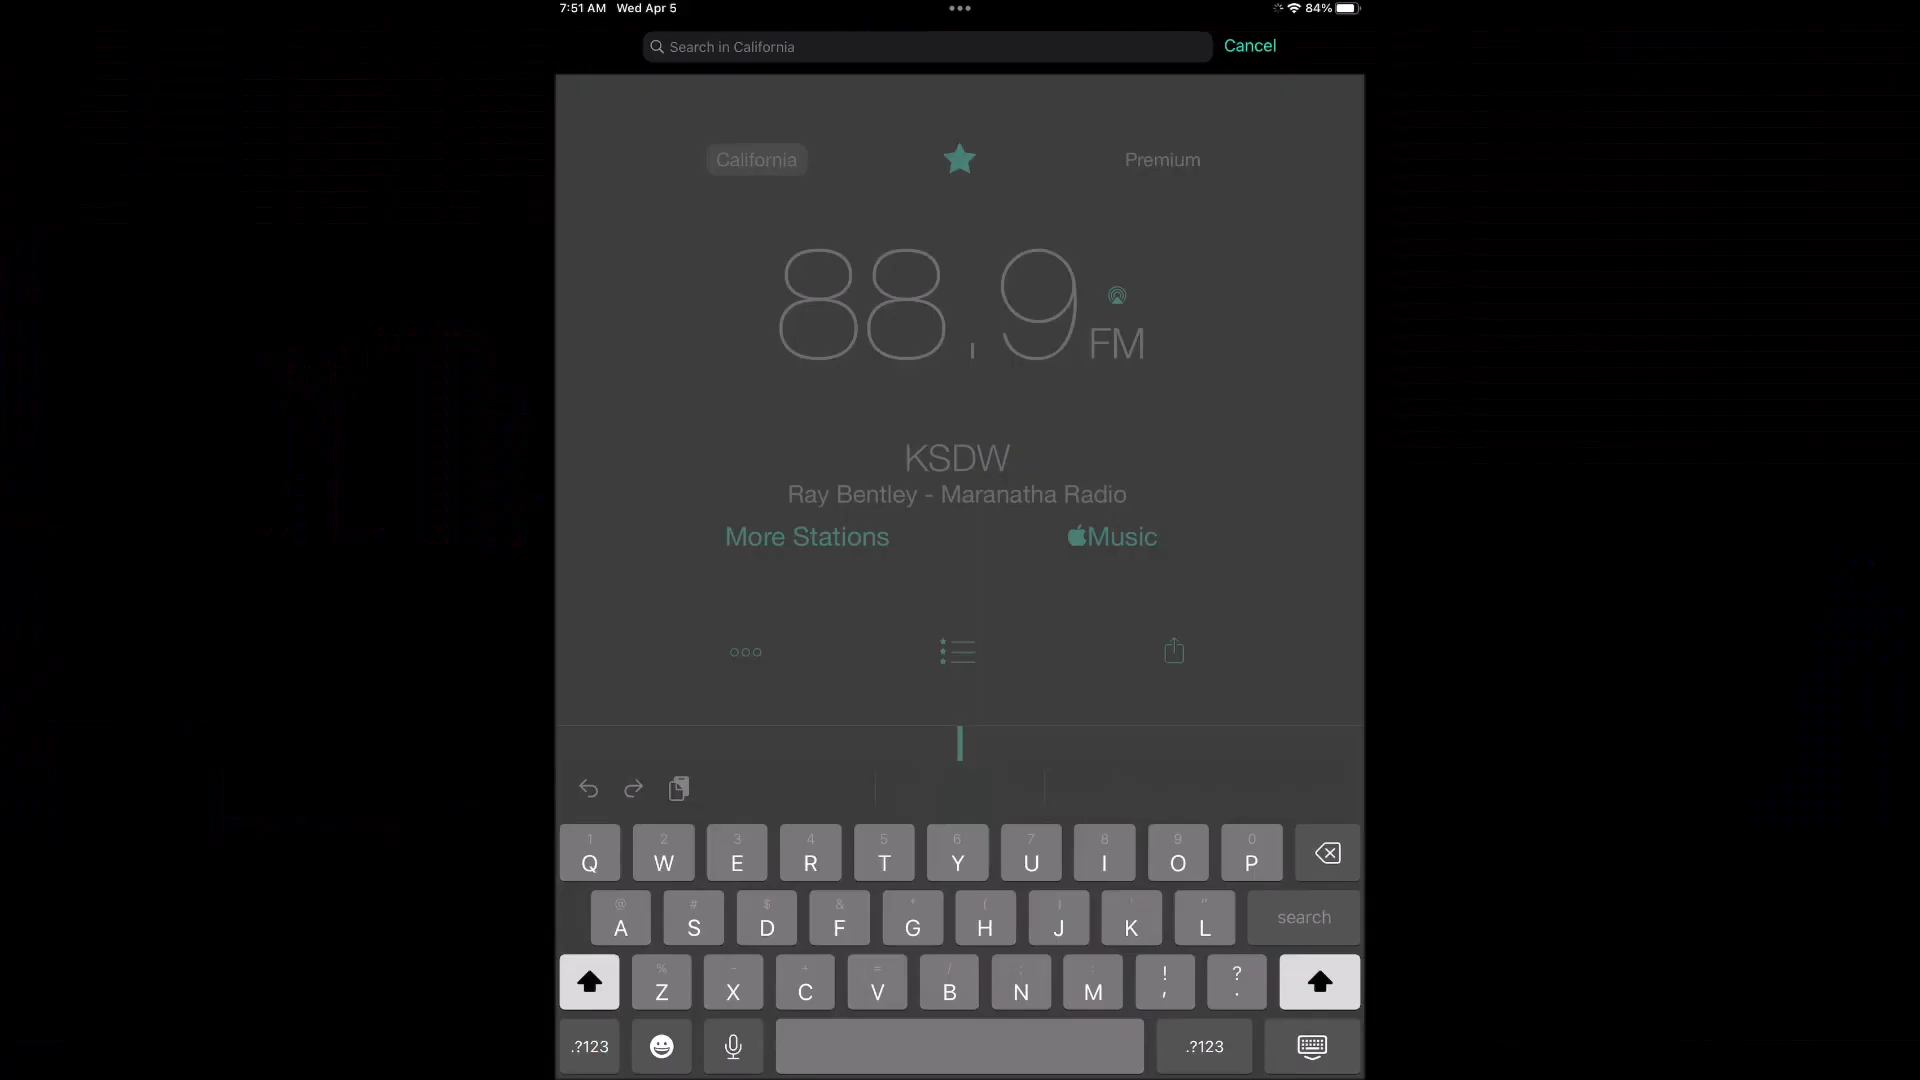 7:51 AM Wed Apr 5
84%
Search in California
Cancel
California
Premium
88.9 FM
KSDW
Ray Bentley - Maranatha Radio
More Stations
Music
1 2 3 4 5 6 7 8 9 0
Q W E R T Y U I O P
@ # $ & * ( ) ' "
A S D F G H J K L search
% - + = / ; : ! ?
Z X C V B N M , .
.?123 .?123